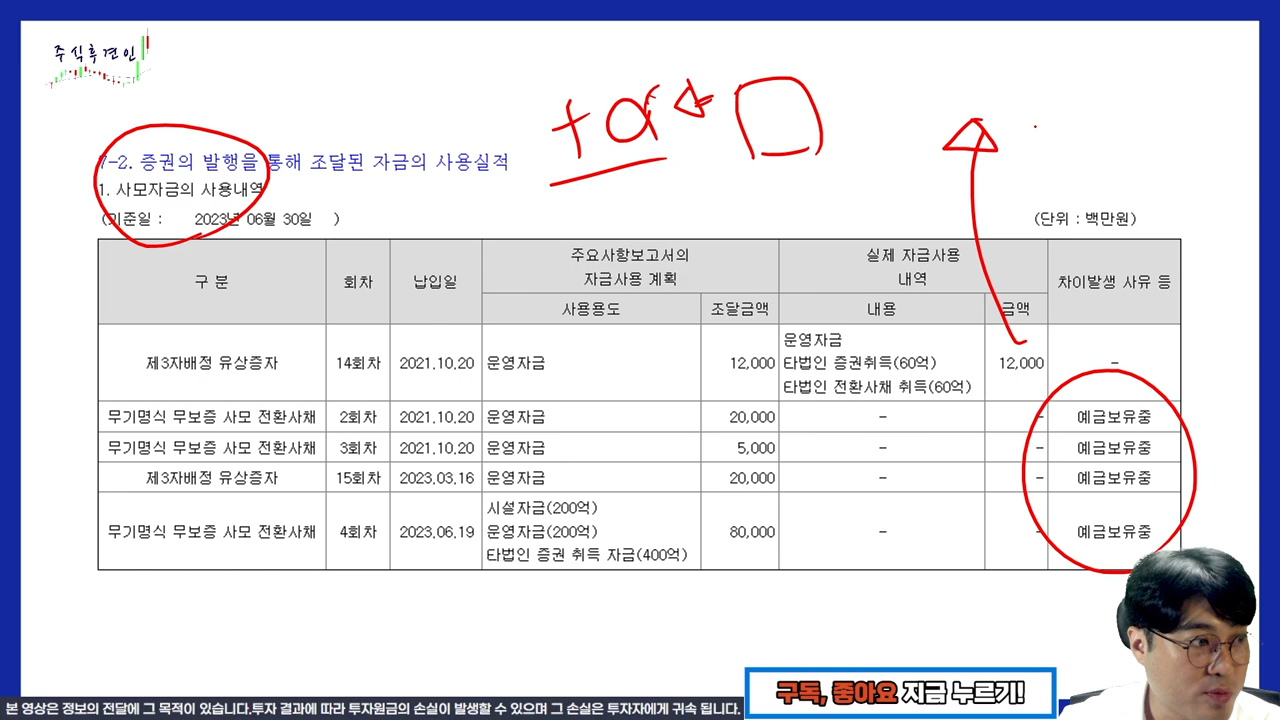 주식후견인
+α
7-2. 증권의 발행을 통해 조달된 자금의 사용실적
1. 사모자금의 사용내역
(기준일 : 2023년 06월 30일 )
(단위 : 백만원)
구 분 회차 납입일 주요사항보고서의 자금사용 계획 실제 자금사용 내역 차이발생 사유 등
사용용도 조달금액 내용 금액
제3자배정 유상증자 14회차 2021.10.20 운영자금 12,000 운영자금 타법인 증권취득(60억) 타법인 전환사채 취득(60억) 12,000 -
무기명식 무보증 사모 전환사채 2회차 2021.10.20 운영자금 20,000 - - 예금보유중
무기명식 무보증 사모 전환사채 3회차 2021.10.20 운영자금 5,000 - - 예금보유중
제3자배정 유상증자 15회차 2023.03.16 운영자금 20,000 - - 예금보유중
무기명식 무보증 사모 전환사채 4회차 2023.06.19 시설자금(200억) 운영자금(200억) 타법인 증권 취득 자금(400억) 80,000 - - 예금보유중
구독, 좋아요 지금 누르기!
본 영상은 정보의 전달에 그 목적이 있습니다.투자 결과에 따라 투자원금의 손실이 발생할 수 있으며 그 손실은 투자자에게 귀속 됩니다.